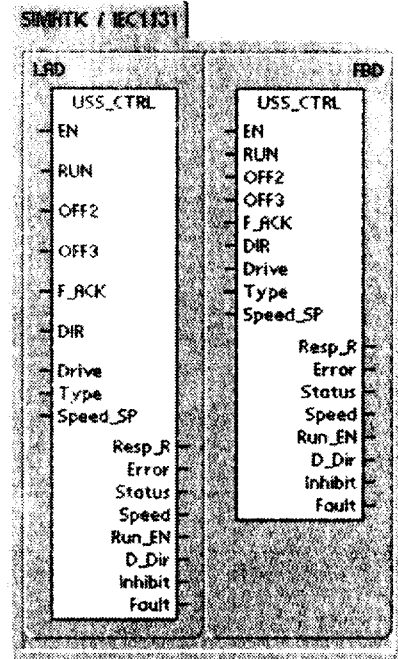 SIMATIC / IEC1131
LAD
USS_CTRL
EN
RUN
OFF2
OFF3
F_ACK
DIR
Drive
Type
Speed_SP
Resp_R
Error
Status
Speed
Run_EN
D_Dir
Inhibit
Fault
FBD
USS_CTRL
EN
RUN
OFF2
OFF3
F_ACK
DIR
Drive
Type
Speed_SP
Resp_R
Error
Status
Speed
Run_EN
D_Dir
Inhibit
Fault